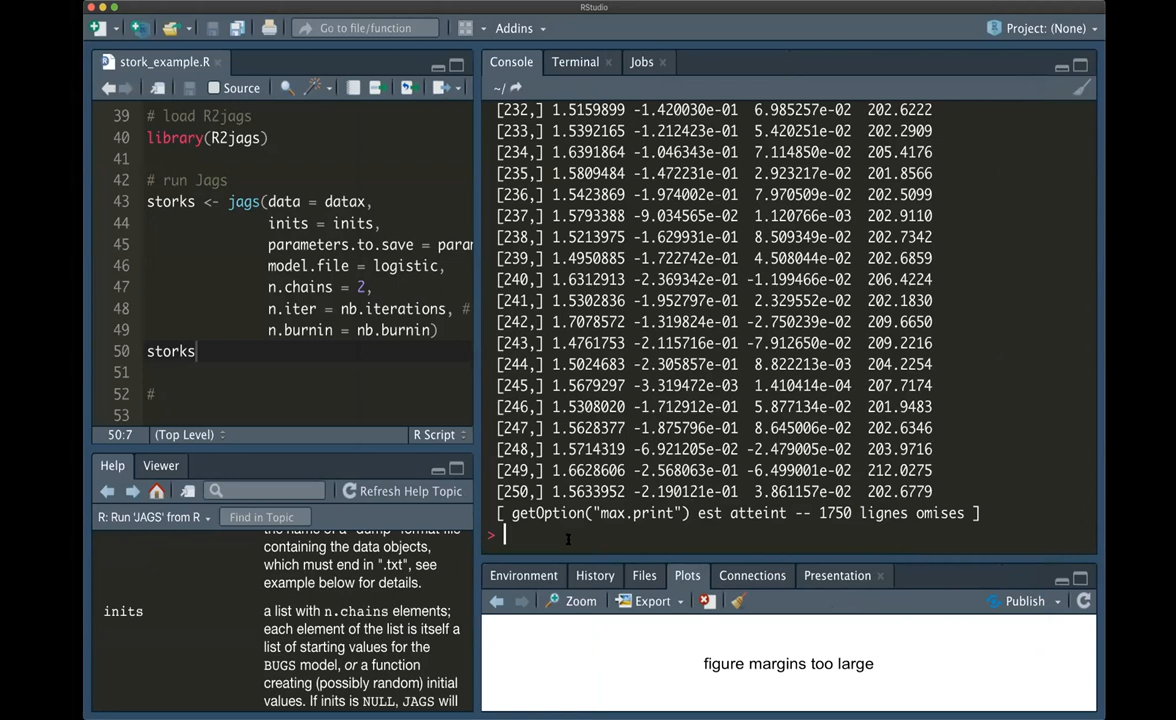 RStudio
Go to file/function
Addins
Project: (None)
stork_example.R
Source
39 # load R2jags
40 library(R2jags)
41
42 # run Jags
43 storks <- jags(data = datax,
44 inits = inits,
45 parameters.to.save = param
46 model.file = logistic,
47 n.chains = 2,
48 n.iter = nb.iterations, #
49 n.burnin = nb.burnin)
50 storks
51
52 #
53
50:7 (Top Level) R Script
Help Viewer
Refresh Help Topic
R: Run 'JAGS' from R Find in Topic
the name of a "dump" format file
containing the data objects,
which must end in ".txt", see
example below for details.
inits a list with n.chains elements;
each element of the list is itself a
list of starting values for the
BUGS model, or a function
creating (possibly random) initial
values. If inits is NULL, JAGS will
Console Terminal Jobs
~/
[232,] 1.5159899 -1.420030e-01 6.985257e-02 202.6222
[233,] 1.5392165 -1.212423e-01 5.420251e-02 202.2909
[234,] 1.6391864 -1.046343e-01 7.114850e-02 205.4176
[235,] 1.5809484 -1.472231e-01 2.923217e-02 201.8566
[236,] 1.5423869 -1.974002e-01 7.970509e-02 202.5099
[237,] 1.5793388 -9.034565e-02 1.120766e-03 202.9110
[238,] 1.5213975 -1.629931e-01 8.509349e-02 202.7342
[239,] 1.4950885 -1.722742e-01 4.508044e-02 202.6859
[240,] 1.6312913 -2.369342e-01 -1.199466e-01 206.4224
[241,] 1.5302836 -1.952797e-01 2.329552e-02 202.1830
[242,] 1.7078572 -1.319824e-01 -2.750239e-02 209.6650
[243,] 1.4761753 -2.115716e-01 -7.912650e-02 209.2216
[244,] 1.5024683 -2.305857e-01 8.822213e-03 204.2254
[245,] 1.5679297 -3.319472e-03 1.410414e-04 207.7174
[246,] 1.5308020 -1.712912e-01 5.877134e-02 201.9483
[247,] 1.5628377 -1.875796e-01 8.645006e-02 202.6346
[248,] 1.5714319 -6.921205e-02 -2.479005e-02 203.9716
[249,] 1.6628606 -2.568063e-01 -6.499001e-02 212.0275
[250,] 1.5633952 -2.190121e-01 3.861157e-02 202.6779
[ getOption("max.print") est atteint -- 1750 lignes omises ]
>
Environment History Files Plots Connections Presentation
Zoom Export Publish
figure margins too large